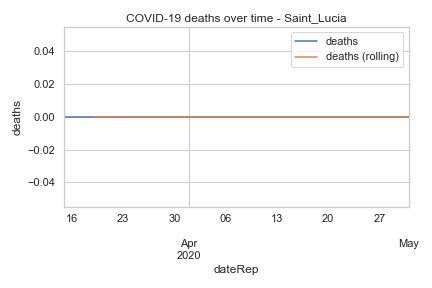 COVID-19 deaths over time - Saint_Lucia
deaths
deaths (rolling)
0.04
0.02
0.00
−0.02
−0.04
deaths
16 23 30 06 13 20 27
Apr May
2020
dateRep